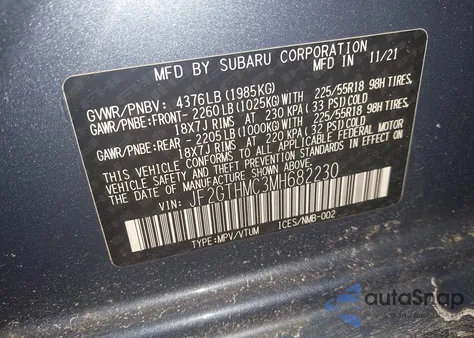 MFD BY SUBARU CORPORATION 11/21
GVWR/PNBV: 4376LB (1985KG)
GAWR/PNBE:FRONT- 2260LB (1025KG)WITH 225/55R18 98H TIRES,
18X7J RIMS AT 230 KPA (33 PSI) COLD
GAWR/PNBE:REAR - 2205LB (1000KG)WITH 225/55R18 98H TIRES,
18X7J RIMS AT 220 KPA (32 PSI) COLD
THIS VEHICLE CONFORMS TO ALL APPLICABLE FEDERAL MOTOR
VEHICLE SAFETY AND
THEFT PREVENTION STANDARDS IN EFFECT
ON THE DATE OF MANUFACTURE SHOWN ABOVE.
VIN: JF2GTHMC3MH682230
TYPE:MPV/VTUM ICES/NMB-002
autoSnap